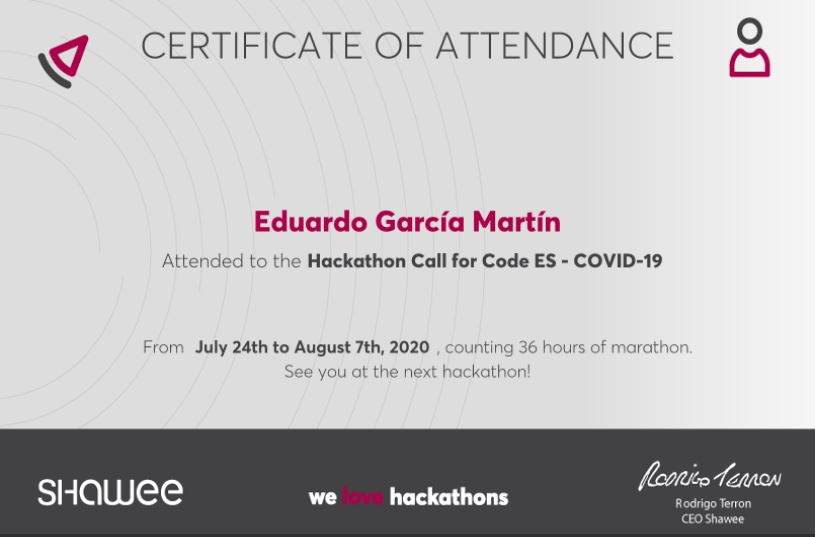 CERTIFICATE OF ATTENDANCE
Eduardo García Martín
Attended to the Hackathon Call for Code ES - COVID-19
From July 24th to August 7th, 2020 , counting 36 hours of marathon.
See you at the next hackathon!
SHAWEE
we love hackathons
Rodrigo Terron
Rodrigo Terron
CEO Shawee